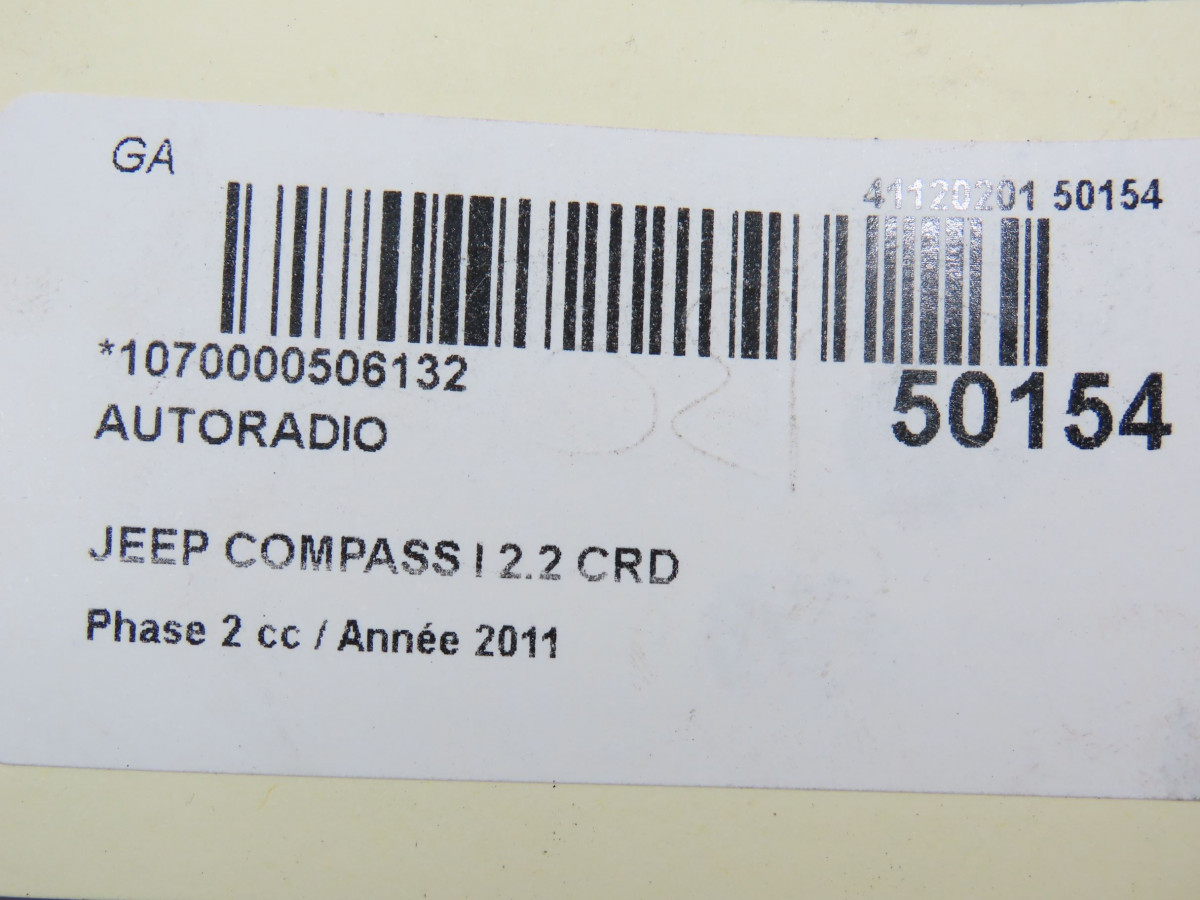 GA
41120201 50154
*1070000506132
50154
AUTORADIO
JEEP COMPASS I 2.2 CRD
Phase 2 cc / Année 2011